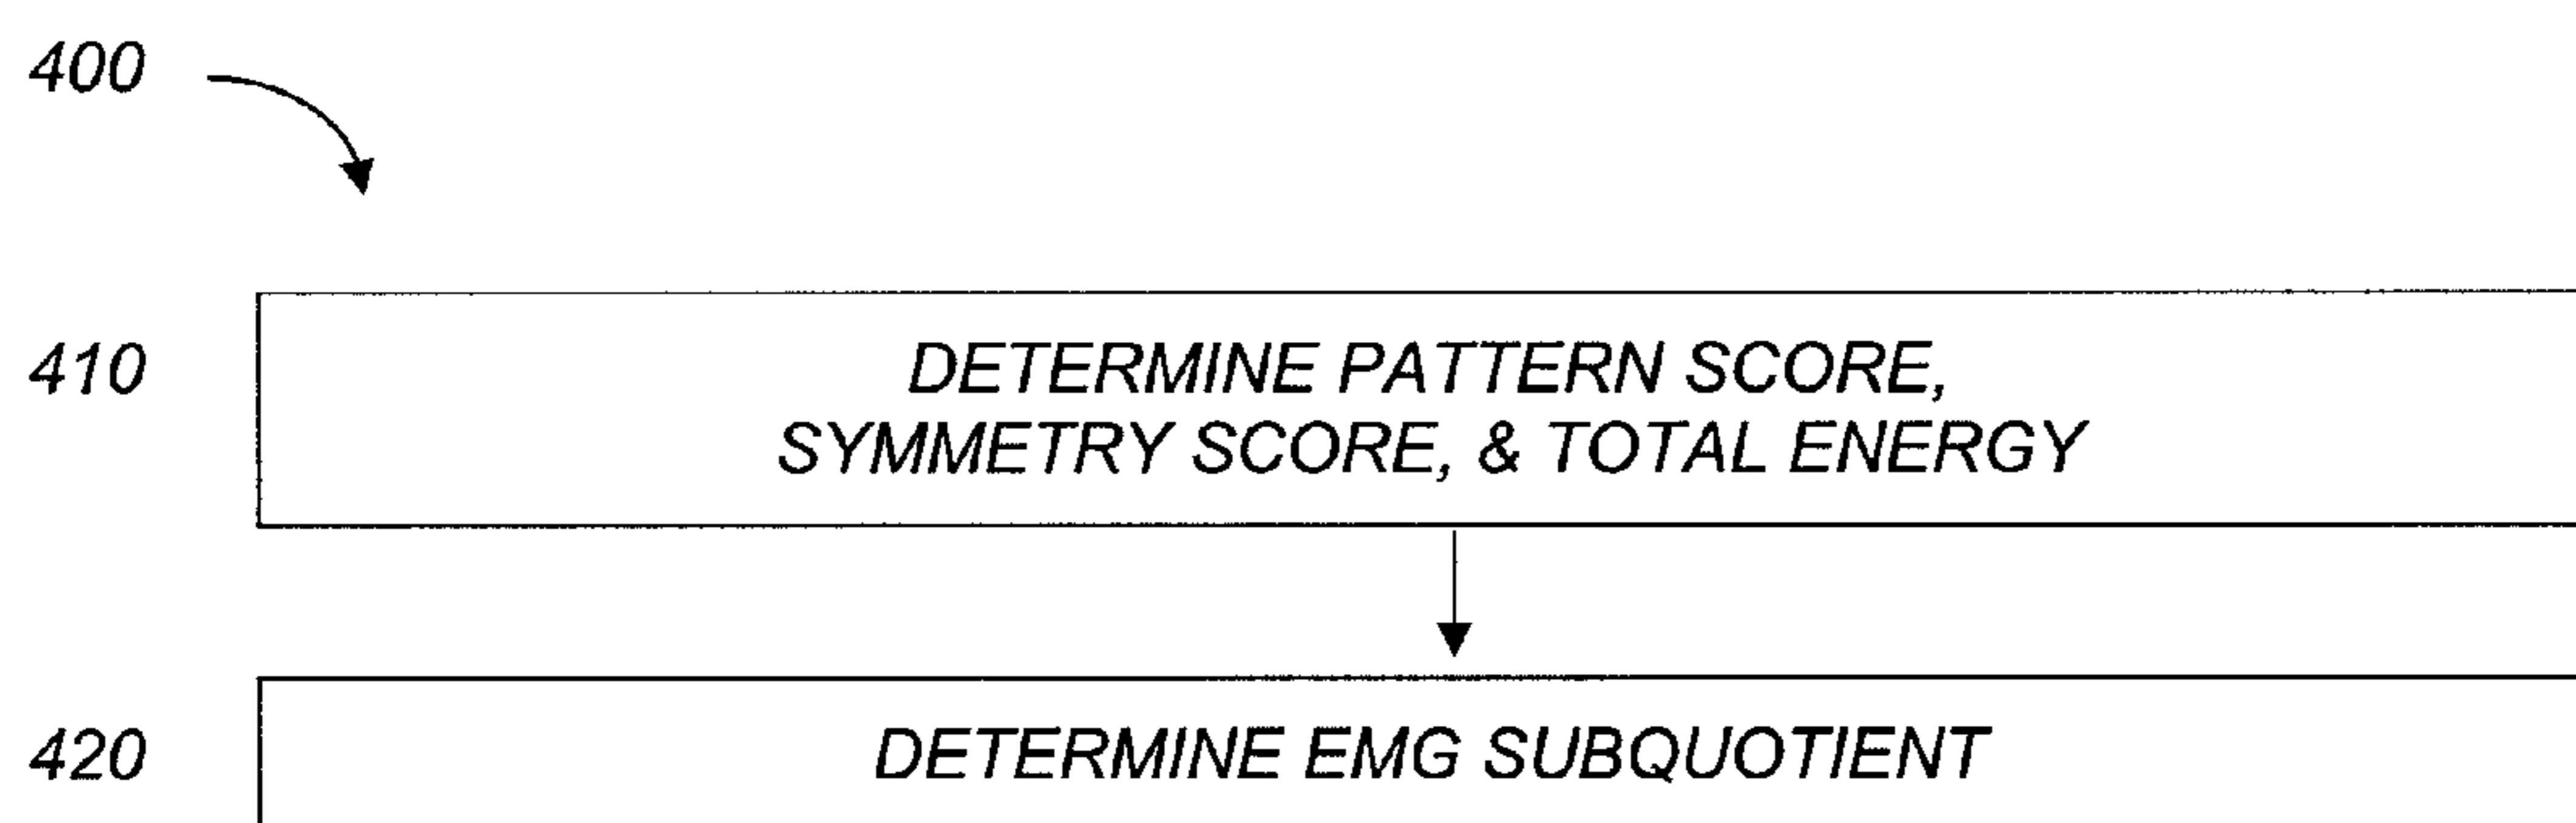 400
410
DETERMINE PATTERN SCORE,
SYMMETRY SCORE, & TOTAL ENERGY
420
DETERMINE EMG SUBQUOTIENT